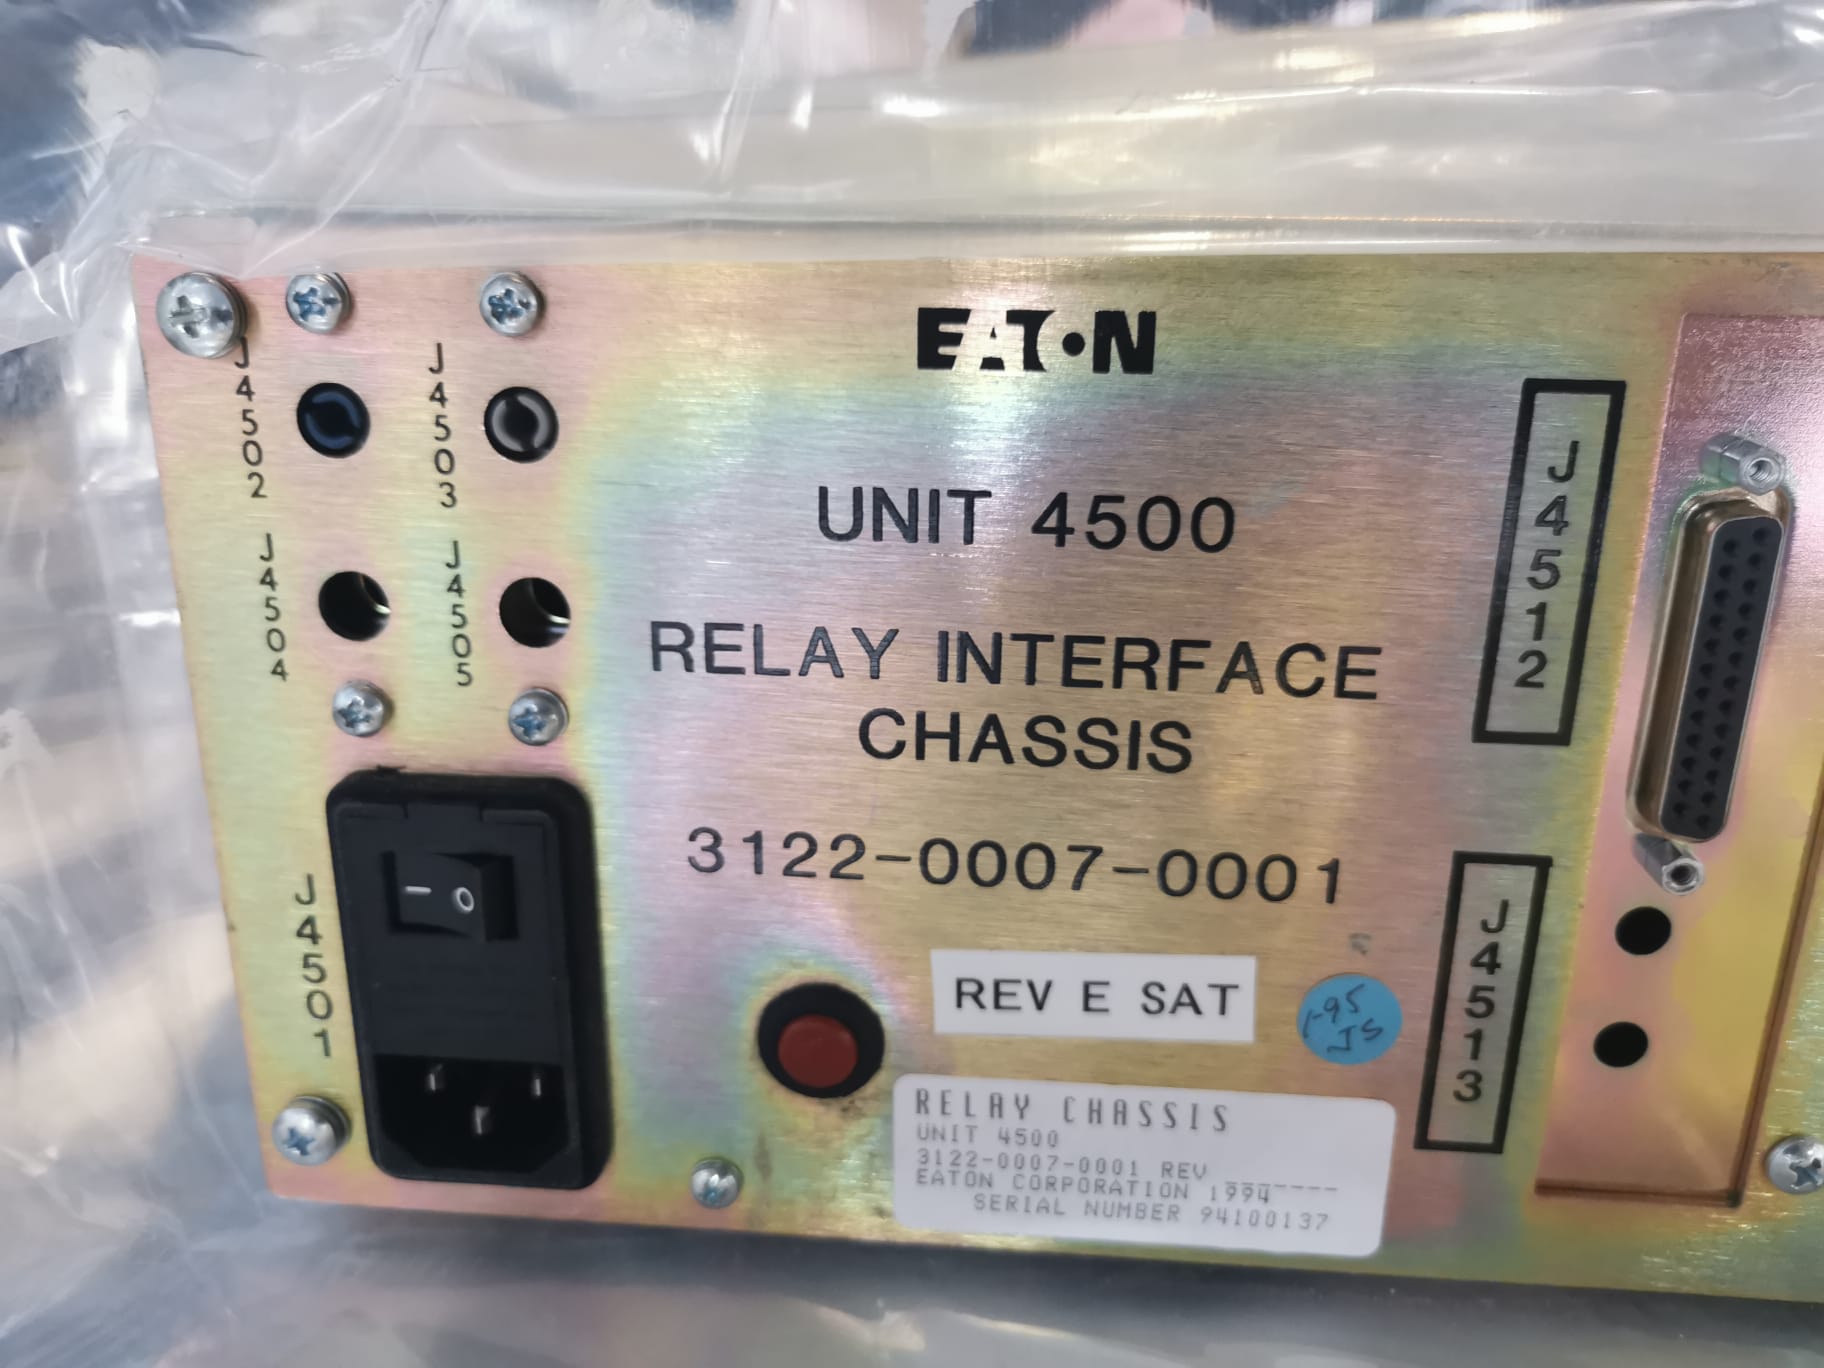 EATON
J4502
J4503
J4504
J4505
UNIT 4500
RELAY INTERFACE
CHASSIS
3122-0007-0001
J4501
— O
REV E SAT
1-95
JS
J4512
J4513
RELAY CHASSIS
UNIT 4500
3122-0007-0001 REV -------
EATON CORPORATION 1994
SERIAL NUMBER 94100137